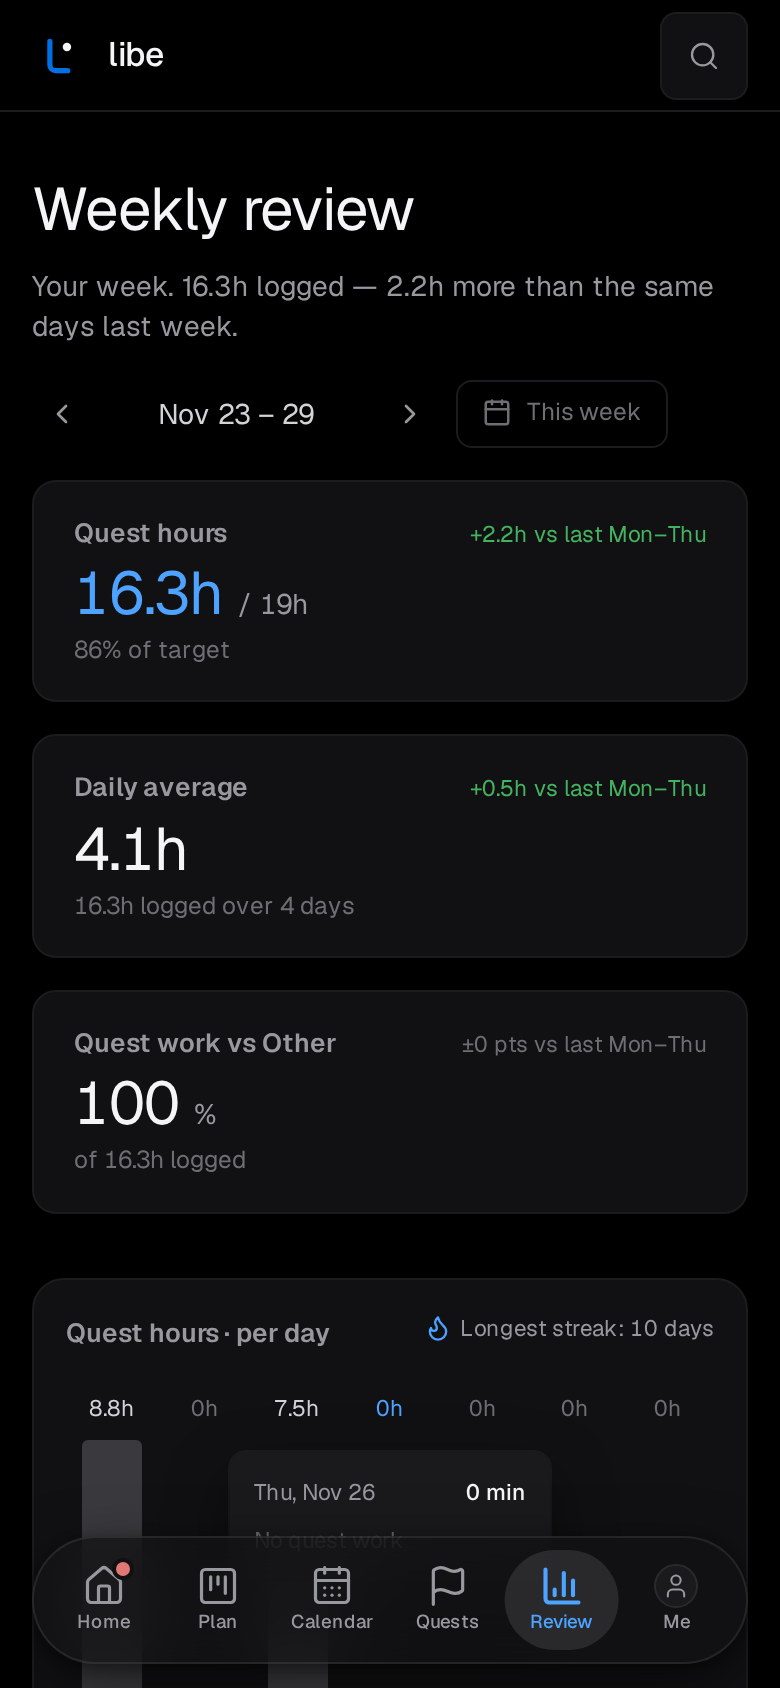 libe
Weekly review
Your week. 16.3h logged — 2.2h more than the same
days last week.
Nov 23 – 29
This week
Quest hours
+2.2h vs last Mon–Thu
16.3h / 19h
86% of target
Daily average
+0.5h vs last Mon–Thu
4.1h
16.3h logged over 4 days
Quest work vs Other
±0 pts vs last Mon–Thu
100 %
of 16.3h logged
Quest hours · per day
Longest streak: 10 days
8.8h 0h 7.5h 0h 0h 0h 0h
Thu, Nov 26 0 min
No quest work
Home Plan Calendar Quests Review Me